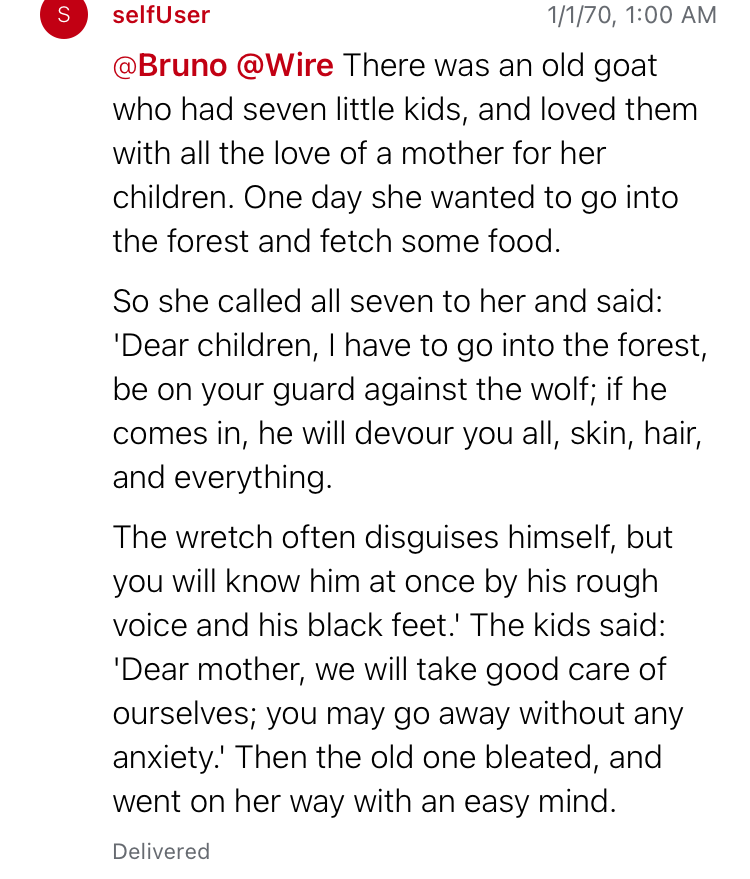 S
selfUser
1/1/70, 1:00 AM
@Bruno @Wire There was an old goat
who had seven little kids, and loved them
with all the love of a mother for her
children. One day she wanted to go into
the forest and fetch some food.
So she called all seven to her and said:
'Dear children, I have to go into the forest,
be on your guard against the wolf; if he
comes in, he will devour you all, skin, hair,
and everything.
The wretch often disguises himself, but
you will know him at once by his rough
voice and his black feet.' The kids said:
'Dear mother, we will take good care of
ourselves; you may go away without any
anxiety.' Then the old one bleated, and
went on her way with an easy mind.
Delivered